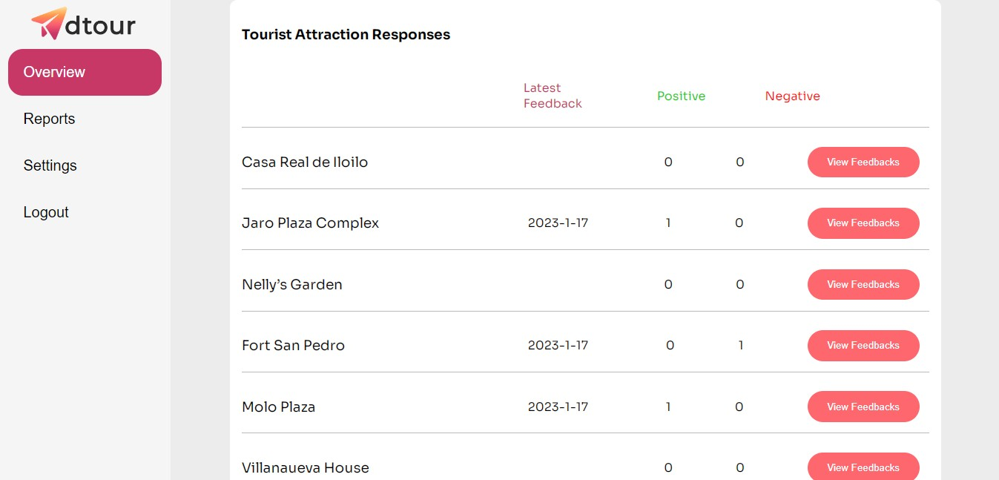 dtour
Overview
Reports
Settings
Logout
Tourist Attraction Responses
Latest
Feedback
Positive
Negative
Casa Real de Iloilo 0 0 View Feedbacks
Jaro Plaza Complex 2023-1-17 1 0 View Feedbacks
Nelly’s Garden 0 0 View Feedbacks
Fort San Pedro 2023-1-17 0 1 View Feedbacks
Molo Plaza 2023-1-17 1 0 View Feedbacks
Villanaueva House 0 0 View Feedbacks